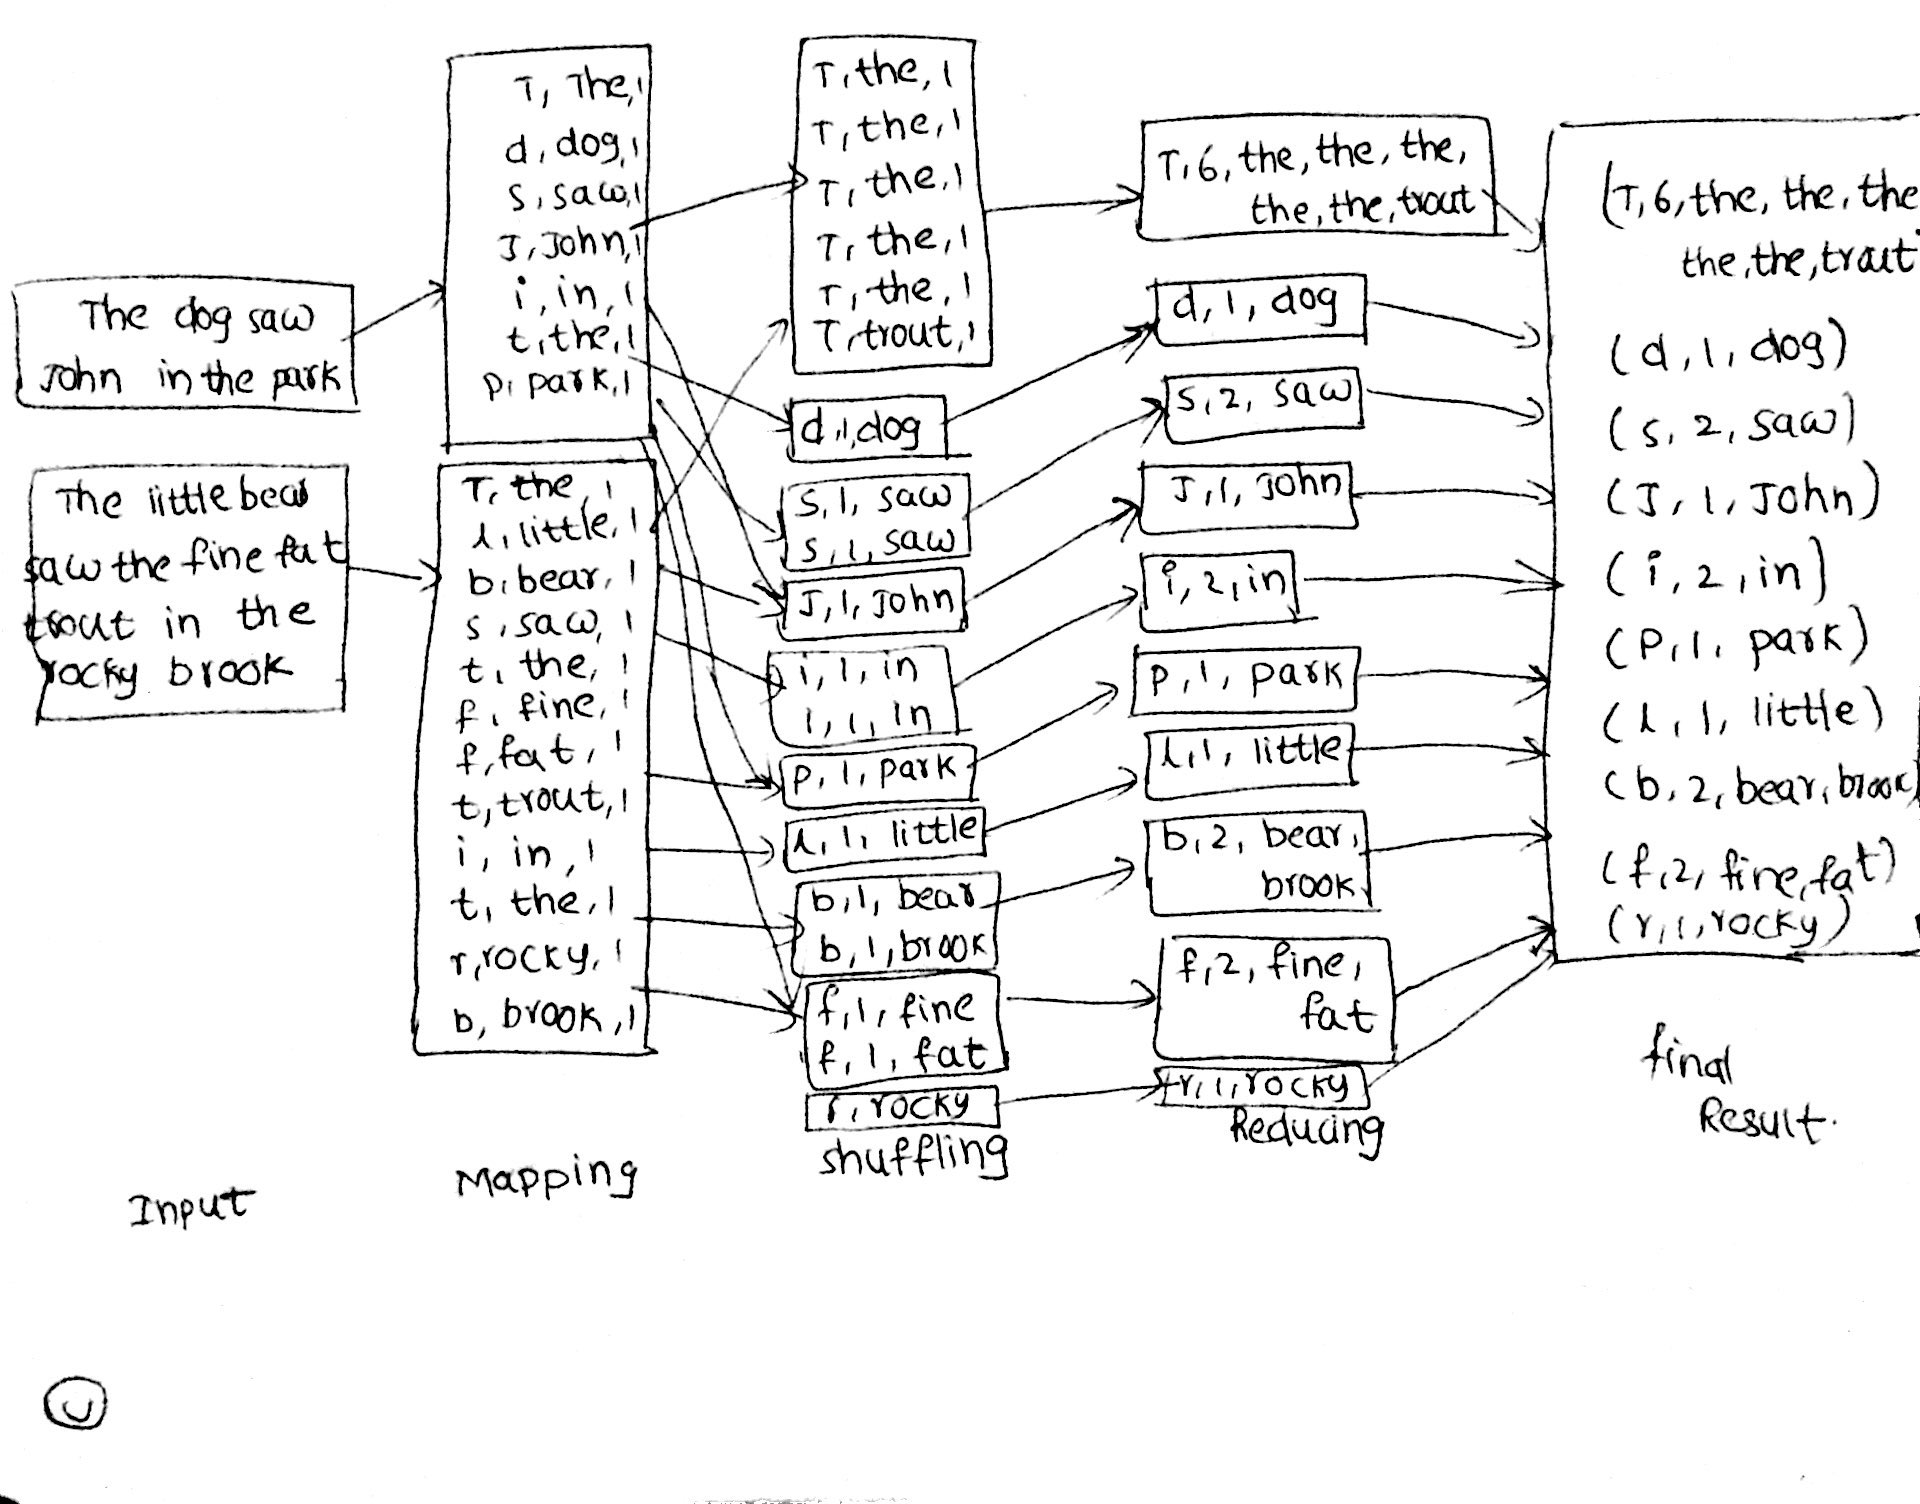 The dog saw
John in the park
The little bear
saw the fine fat
trout in the
rocky brook
Input
T, The, 1
d, dog, 1
s, saw, 1
J, John, 1
i, in, 1
t, the, 1
p, park, 1
T, the, 1
l, little, 1
b, bear, 1
s, saw, 1
t, the, 1
f, fine, 1
f, fat, 1
t, trout, 1
i, in, 1
t, the, 1
r, rocky, 1
b, brook, 1
Mapping
T, the, 1
T, the, 1
T, the, 1
T, the, 1
T, the, 1
T, trout, 1
d, 1, dog
s, 1, saw
s, 1, saw
J, 1, John
i, 1, in
i, 1, in
p, 1, park
l, 1, little
b, 1, bear
b, 1, brook
f, 1, fine
f, 1, fat
r, rocky
shuffling
T, 6, the, the, the,
the, the, trout
d, 1, dog
s, 2, saw
J, 1, John
i, 2, in
p, 1, park
l, 1, little
b, 2, bear,
brook
f, 2, fine,
fat
r, 1, rocky
Reducing
(T, 6, the, the, the
the, the, trout
(d, 1, dog)
(s, 2, saw)
(J, 1, John)
(i, 2, in)
(P, 1, park)
(l, 1, little)
(b, 2, bear, brook)
(f, 2, fine, fat)
(r, 1, rocky)
final
Result.